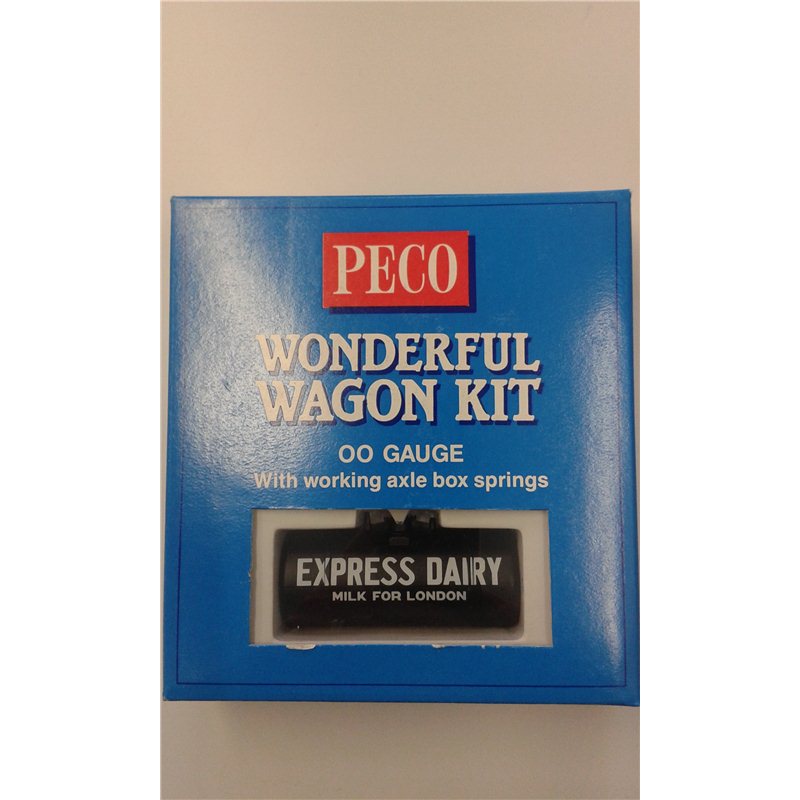 PECO
WONDERFUL
WAGON KIT
OO GAUGE
With working axle box springs
EXPRESS DAIRY
MILK FOR LONDON